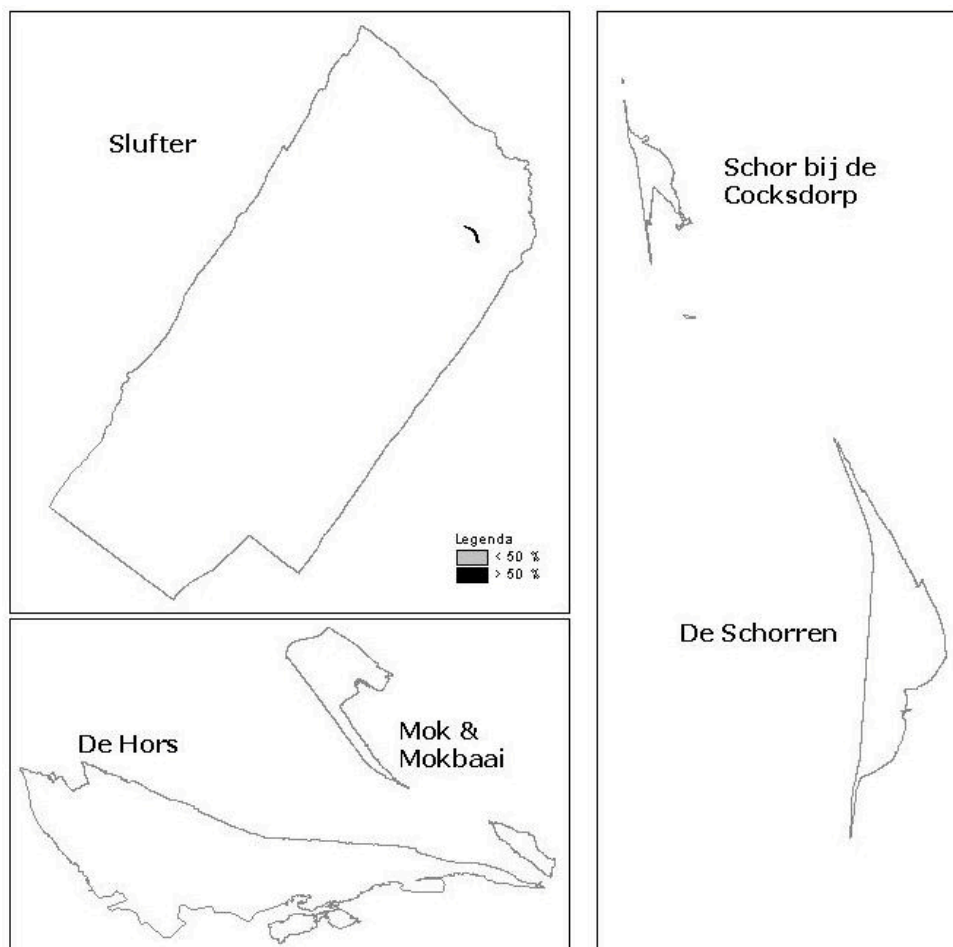 Slufter
Legenda
< 50 %
> 50 %
De Hors
Mok &
Mokbaai
Schor bij de
Cocksdorp
De Schorren